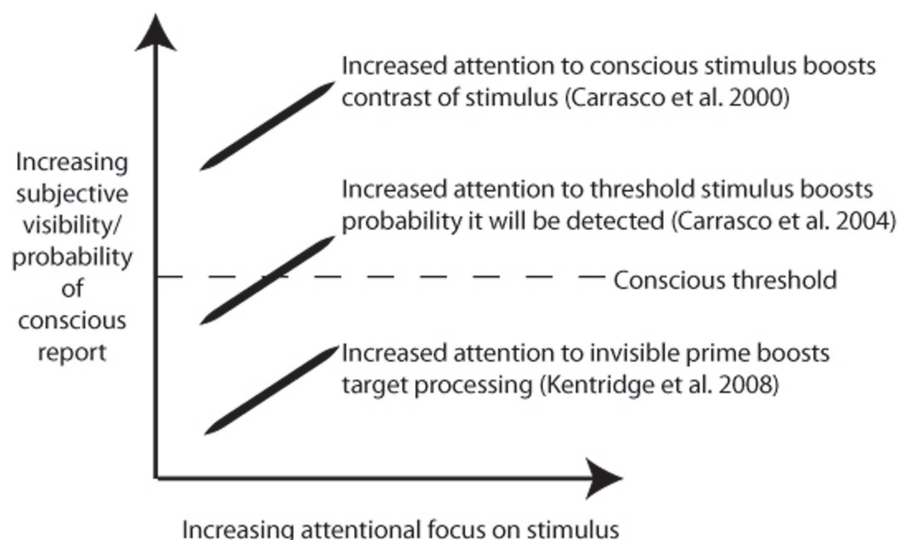 Increased attention to conscious stimulus boosts
contrast of stimulus (Carrasco et al. 2000)
Increasing
subjective
visibility/
probability
of
conscious
report
Increased attention to threshold stimulus boosts
probability it will be detected (Carrasco et al. 2004)
Conscious threshold
Increased attention to invisible prime boosts
target processing (Kentridge et al. 2008)
Increasing attentional focus on stimulus